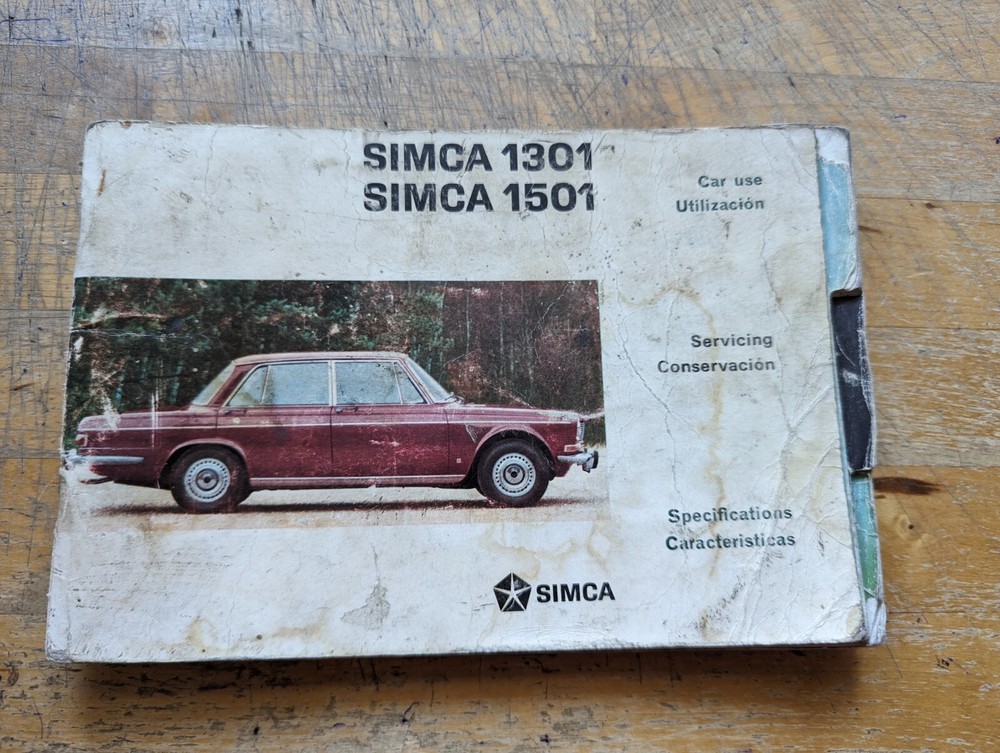 SIMCA 1301
SIMCA 1501
Car use
Utilización
Servicing
Conservación
Specifications
Caracteristicas
SIMCA